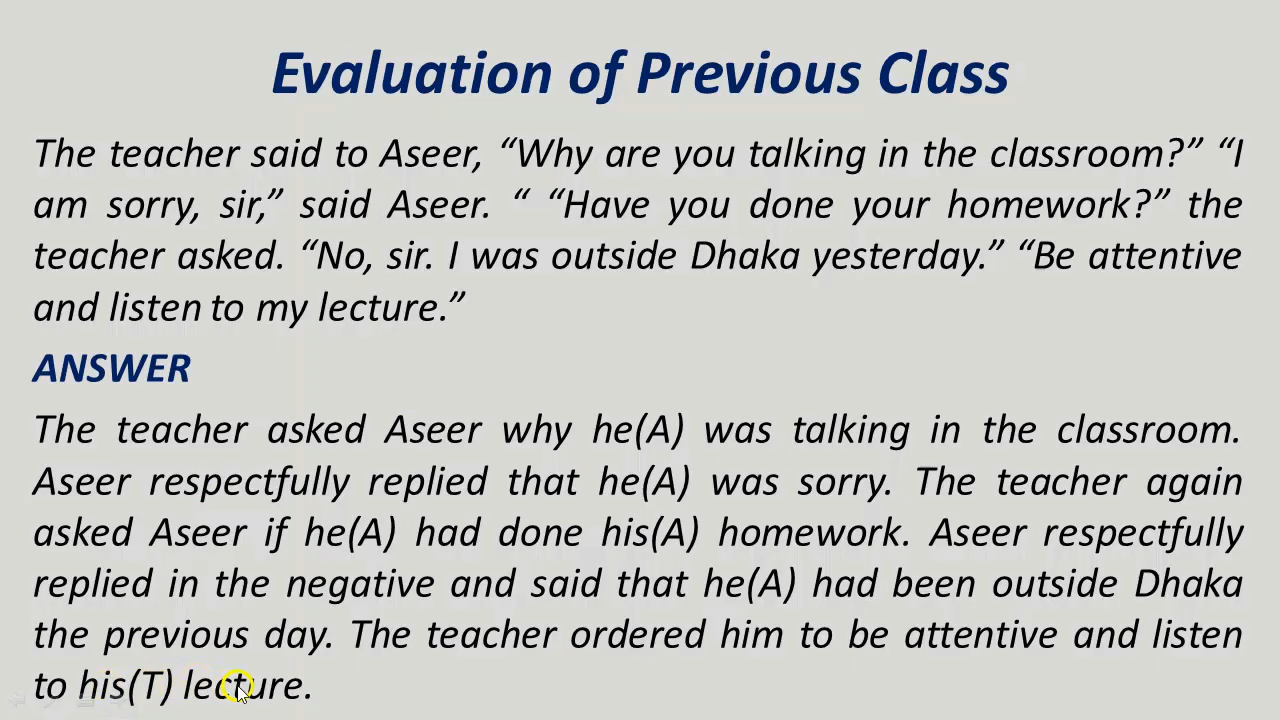 Evaluation of Previous Class
The teacher said to Aseer, “Why are you talking in the classroom?” “I
am sorry, sir,” said Aseer. “ “Have you done your homework?” the
teacher asked. “No, sir. I was outside Dhaka yesterday.” “Be attentive
and listen to my lecture.”
ANSWER
The teacher asked Aseer why he(A) was talking in the classroom.
Aseer respectfully replied that he(A) was sorry. The teacher again
asked Aseer if he(A) had done his(A) homework. Aseer respectfully
replied in the negative and said that he(A) had been outside Dhaka
the previous day. The teacher ordered him to be attentive and listen
to his(T) lecture.